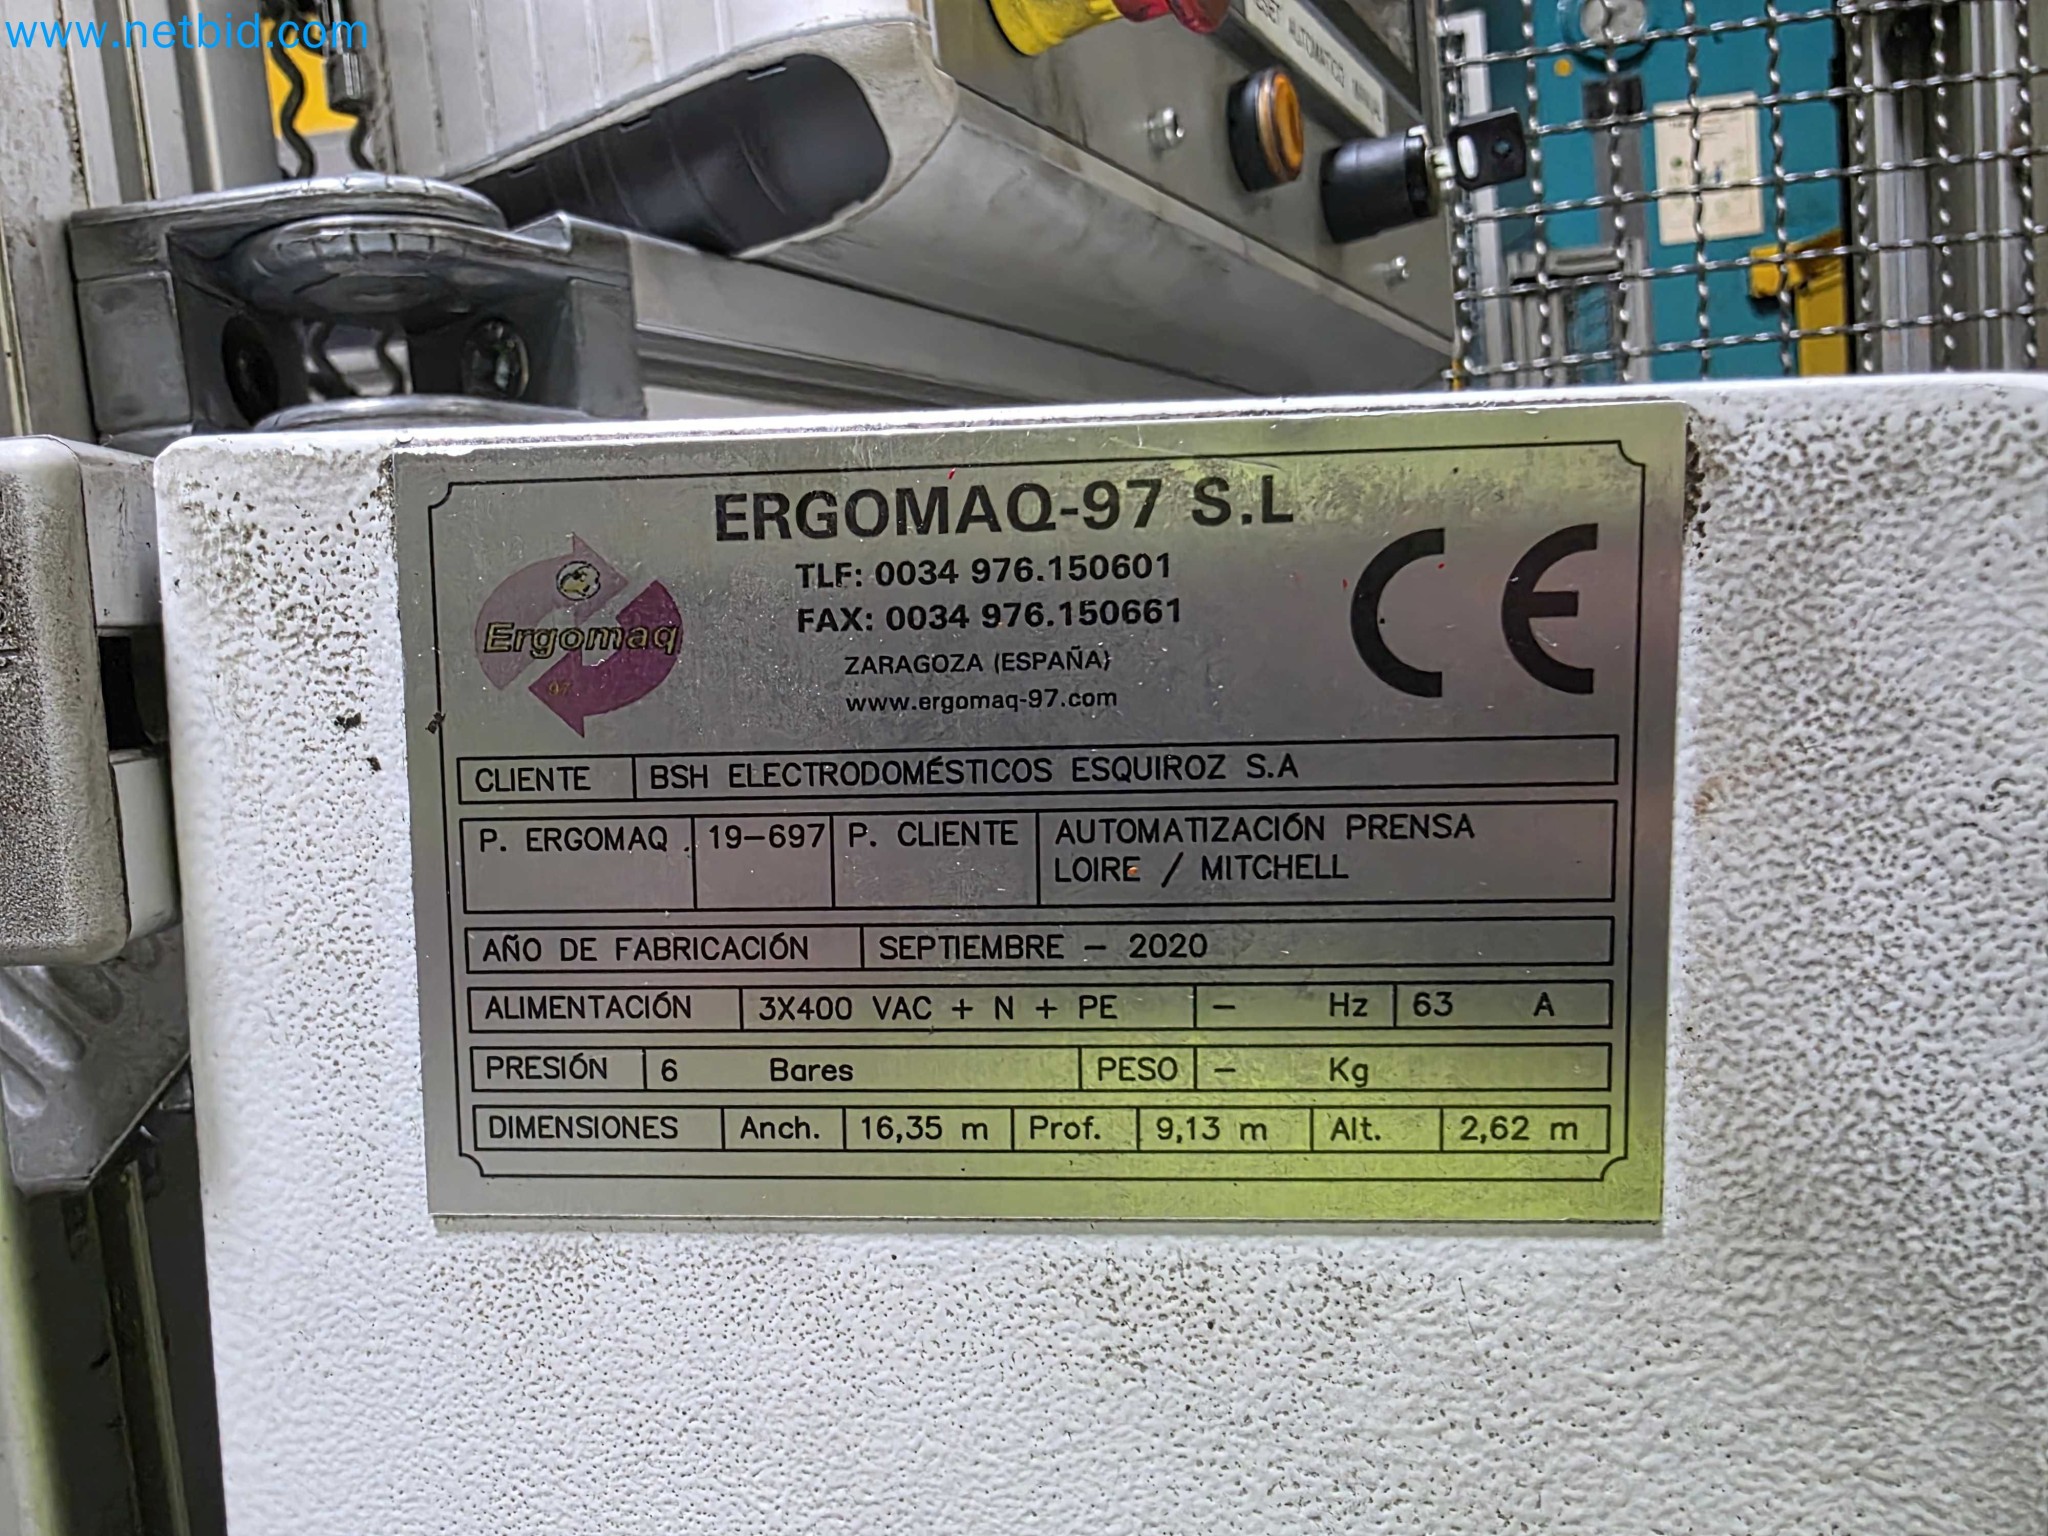 www.netbid.com
AUTOMATICO
ERGOMAQ-97 S.L
TLF: 0034 976.150601
FAX: 0034 976.150661
ZARAGOZA (ESPAÑA)
www.ergomaq-97.com
Ergomaq
97
CE
CLIENTE BSH ELECTRODOMÉSTICOS ESQUIROZ S.A
P. ERGOMAQ 19-697 P. CLIENTE AUTOMATIZACIÓN PRENSA
LOIRE / MITCHELL
AÑO DE FABRICACIÓN SEPTIEMBRE - 2020
ALIMENTACIÓN 3X400 VAC + N + PE - Hz 63 A
PRESIÓN 6 Bares PESO - Kg
DIMENSIONES Anch. 16,35 m Prof. 9,13 m Alt. 2,62 m